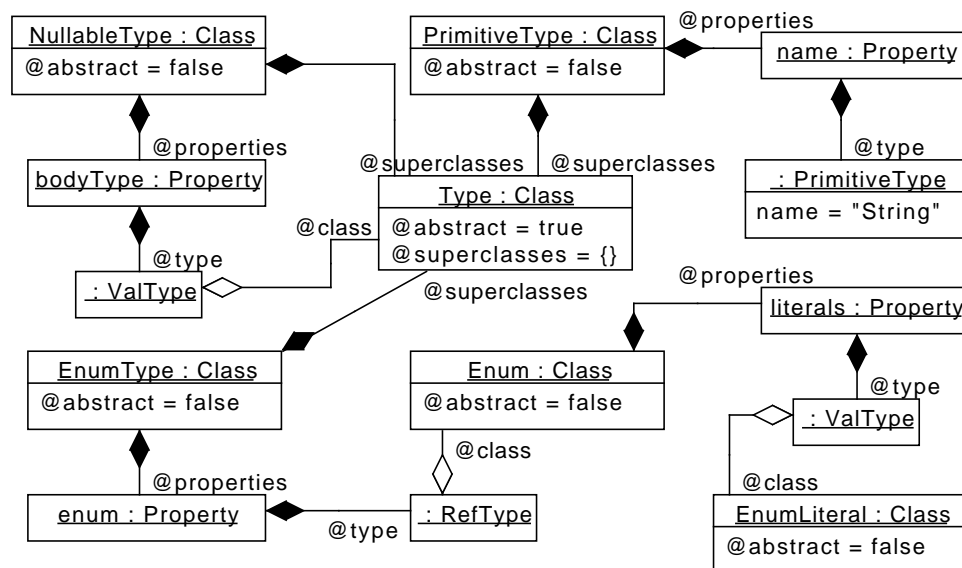 @properties
NullableType : Class
@abstract = false
PrimitiveType : Class
@abstract = false
name : Property
@properties
@superclasses
@superclasses
@type
bodyType : Property
Type : Class
@abstract = true
@superclasses = {}
: PrimitiveType
name = "String"
@class
@type
: ValType
@superclasses
@properties
literals : Property
EnumType : Class
@abstract = false
Enum : Class
@abstract = false
@type
: ValType
@class
@properties
@class
enum : Property
@type
: RefType
EnumLiteral : Class
@abstract = false